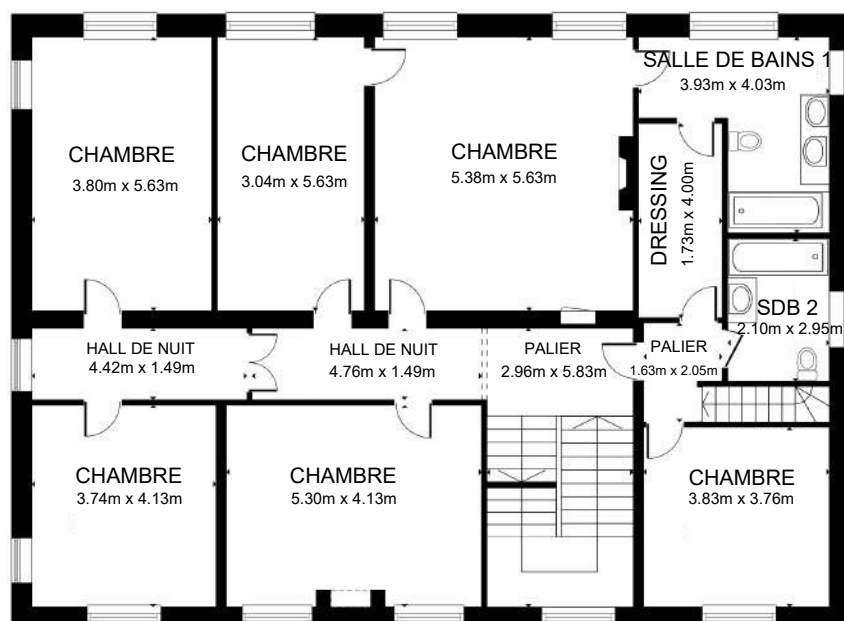 SALLE DE BAINS 1
3.93m x 4.03m
CHAMBRE
3.80m x 5.63m
CHAMBRE
3.04m x 5.63m
CHAMBRE
5.38m x 5.63m
DRESSING
1.73m x 4.00m
SDB 2
2.10m x 2.95m
HALL DE NUIT
4.42m x 1.49m
HALL DE NUIT
4.76m x 1.49m
PALIER
2.96m x 5.83m
PALIER
1.63m x 2.05m
CHAMBRE
3.74m x 4.13m
CHAMBRE
5.30m x 4.13m
CHAMBRE
3.83m x 3.76m